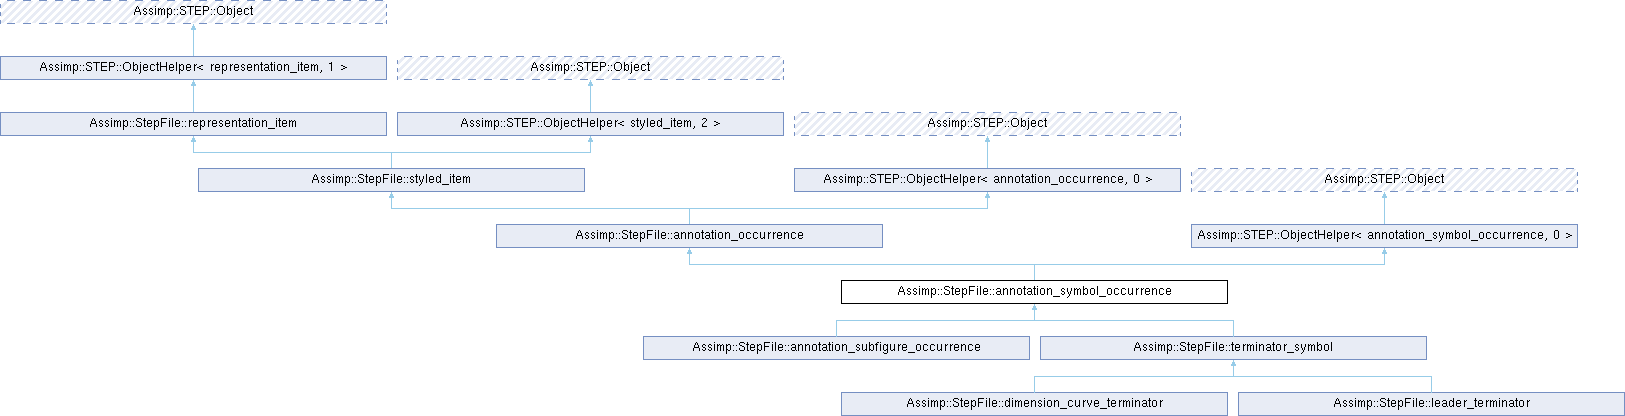 Assimp::STEP::Object
Assimp::STEP::ObjectHelper< representation_item, 1 >
Assimp::STEP::Object
Assimp::StepFile::representation_item
Assimp::STEP::ObjectHelper< styled_item, 2 >
Assimp::STEP::Object
Assimp::StepFile::styled_item
Assimp::STEP::ObjectHelper< annotation_occurrence, 0 >
Assimp::STEP::Object
Assimp::StepFile::annotation_occurrence
Assimp::STEP::ObjectHelper< annotation_symbol_occurrence, 0 >
Assimp::StepFile::annotation_symbol_occurrence
Assimp::StepFile::annotation_subfigure_occurrence
Assimp::StepFile::terminator_symbol
Assimp::StepFile::dimension_curve_terminator
Assimp::StepFile::leader_terminator